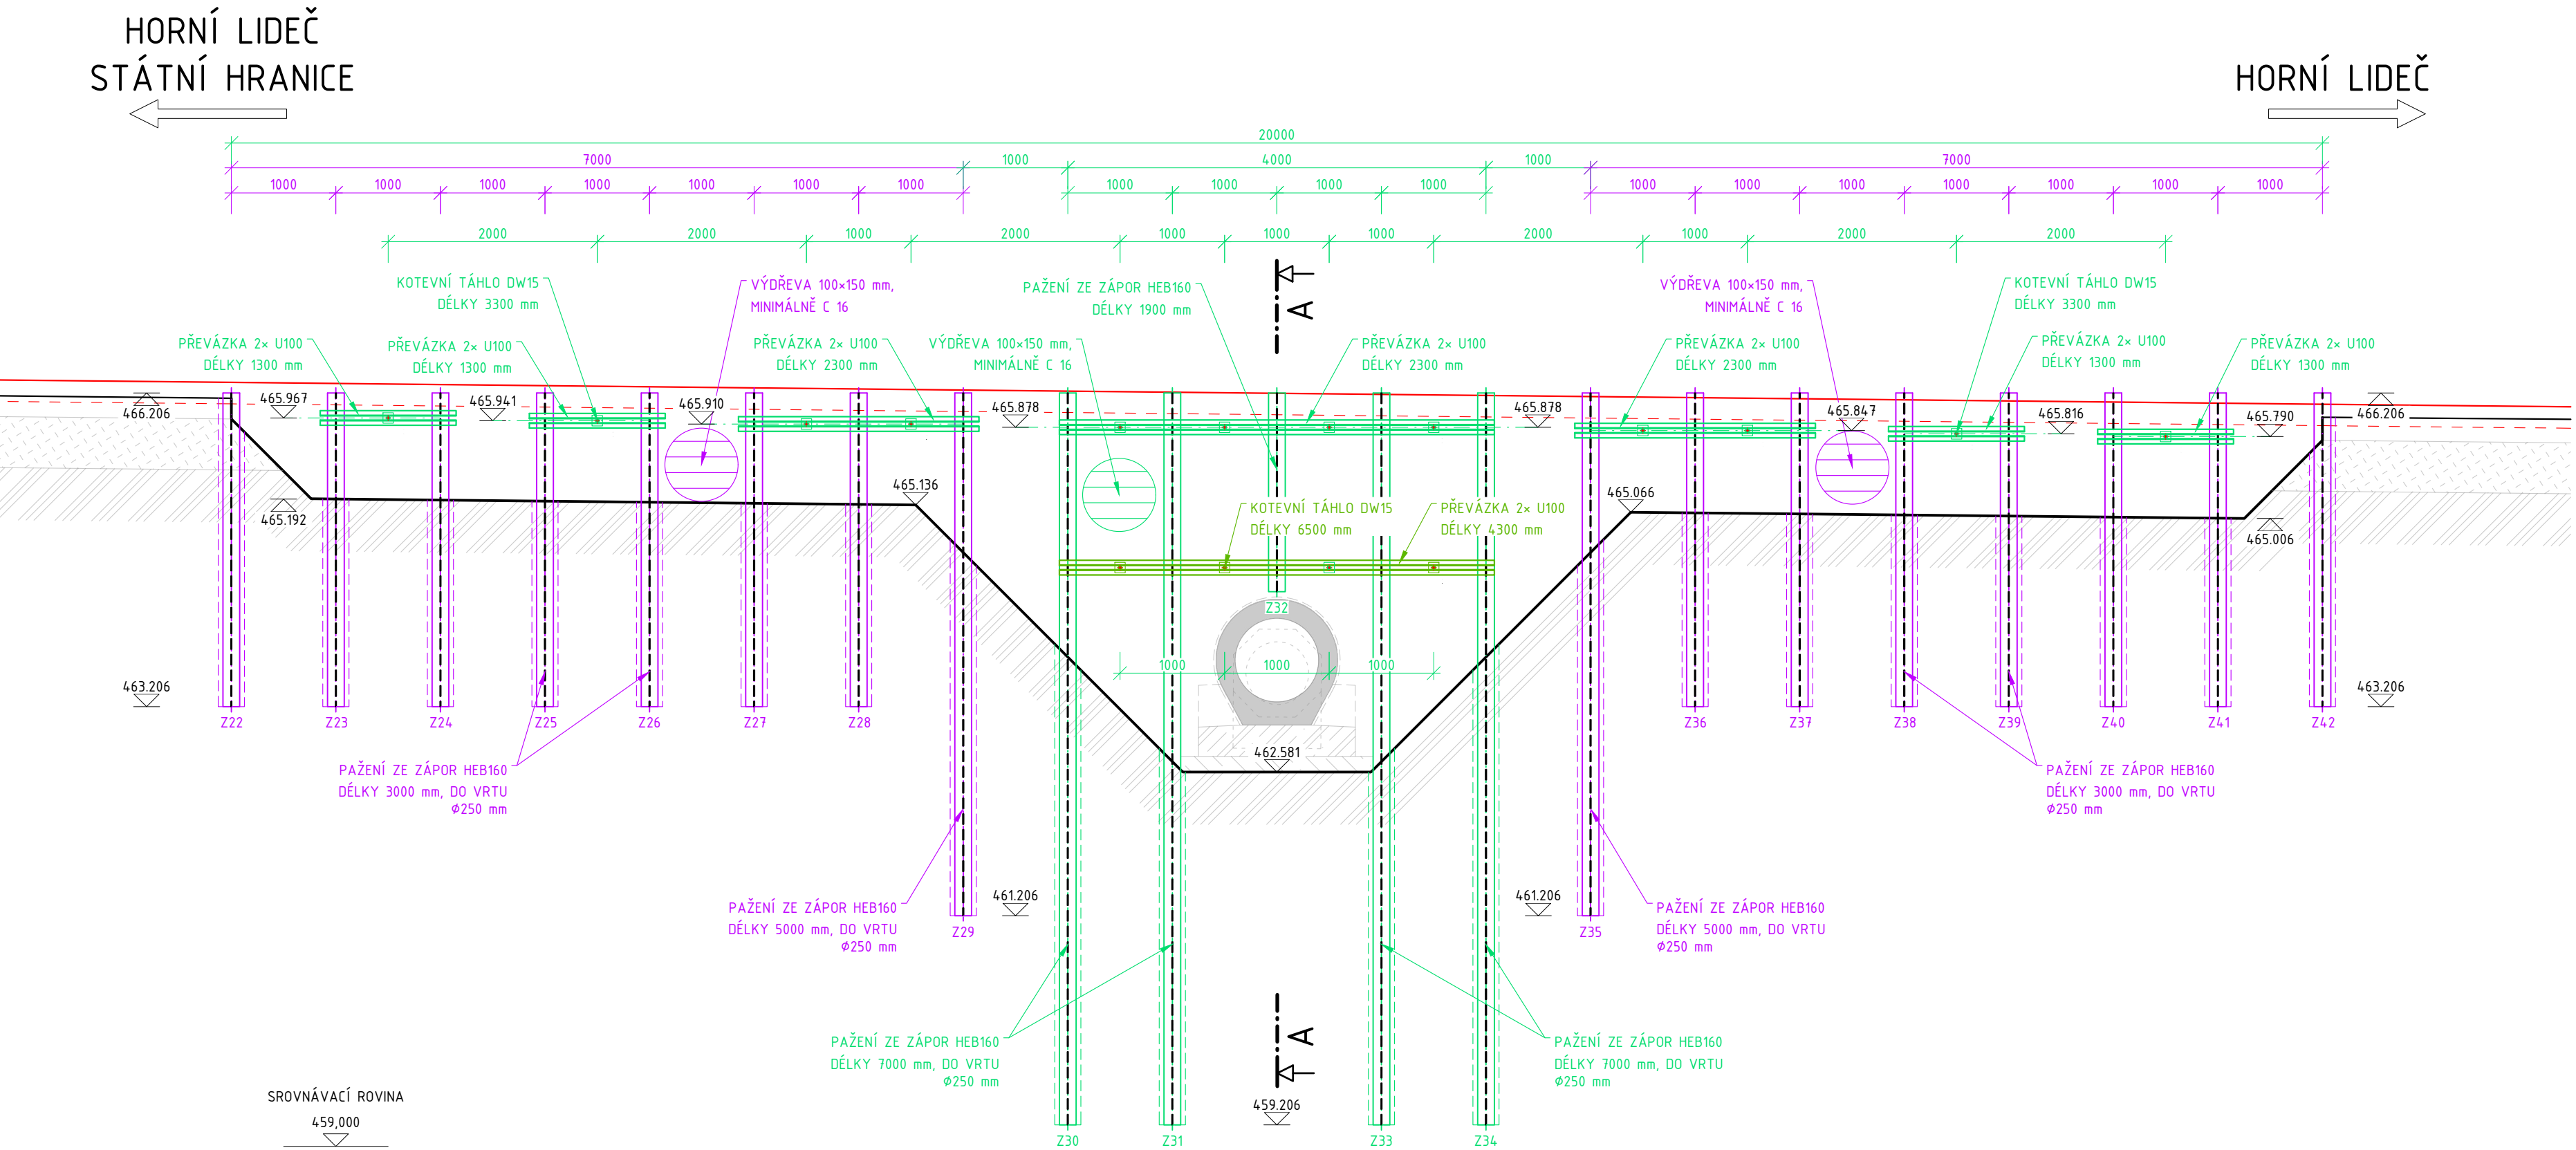 HORNÍ LIDEČ
STÁTNÍ HRANICE
HORNÍ LIDEČ
20000
7000
1000
4000
1000
7000
1000 1000 1000 1000 1000 1000 1000
1000 1000 1000 1000
1000 1000 1000 1000 1000 1000 1000
2000 2000 1000 2000 1000 1000 1000 2000 1000 2000 2000
KOTEVNÍ TÁHLO DW15
DÉLKY 3300 mm
VÝDŘEVA 100×150 mm,
MINIMÁLNĚ C 16
PAŽENÍ ZE ZÁPOR HEB160
DÉLKY 1900 mm
A
VÝDŘEVA 100×150 mm,
MINIMÁLNĚ C 16
KOTEVNÍ TÁHLO DW15
DÉLKY 3300 mm
PŘEVÁZKA 2× U100
DÉLKY 1300 mm
PŘEVÁZKA 2× U100
DÉLKY 1300 mm
PŘEVÁZKA 2× U100
DÉLKY 2300 mm
VÝDŘEVA 100×150 mm,
MINIMÁLNĚ C 16
PŘEVÁZKA 2× U100
DÉLKY 2300 mm
PŘEVÁZKA 2× U100
DÉLKY 2300 mm
PŘEVÁZKA 2× U100
DÉLKY 1300 mm
PŘEVÁZKA 2× U100
DÉLKY 1300 mm
466.206
465.967
465.941
465.910
465.878
465.878
465.847
465.816
465.790
466.206
465.192
465.136
465.066
465.006
KOTEVNÍ TÁHLO DW15
DÉLKY 6500 mm
PŘEVÁZKA 2× U100
DÉLKY 4300 mm
Z32
1000 1000 1000
463.206
463.206
Z22
Z23
Z24
Z25
Z26
Z27
Z28
Z36
Z37
Z38
Z39
Z40
Z41
Z42
462.581
PAŽENÍ ZE ZÁPOR HEB160
DÉLKY 3000 mm, DO VRTU
Ø250 mm
PAŽENÍ ZE ZÁPOR HEB160
DÉLKY 3000 mm, DO VRTU
Ø250 mm
461.206
461.206
PAŽENÍ ZE ZÁPOR HEB160
DÉLKY 5000 mm, DO VRTU
Ø250 mm
Z29
Z35
PAŽENÍ ZE ZÁPOR HEB160
DÉLKY 5000 mm, DO VRTU
Ø250 mm
PAŽENÍ ZE ZÁPOR HEB160
DÉLKY 7000 mm, DO VRTU
Ø250 mm
A
PAŽENÍ ZE ZÁPOR HEB160
DÉLKY 7000 mm, DO VRTU
Ø250 mm
459.206
SROVNÁVACÍ ROVINA
459,000
Z30
Z31
Z33
Z34